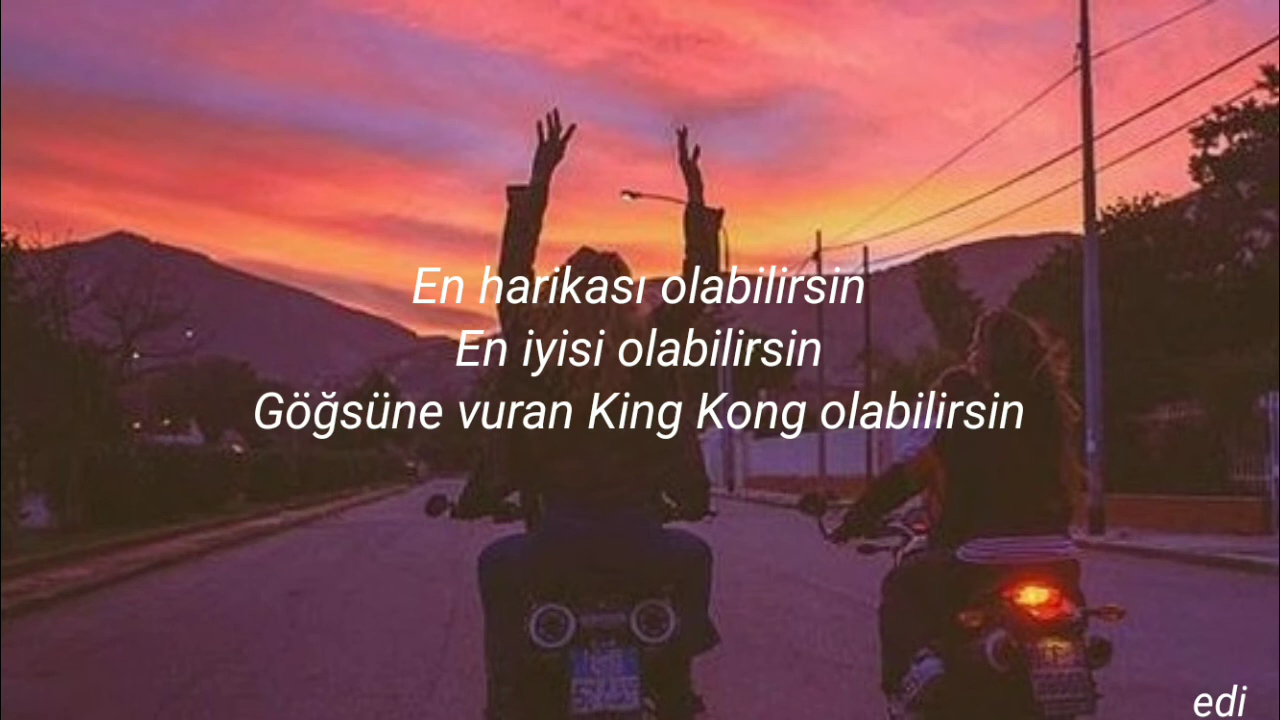 En harikası olabilirsin
En iyisi olabilirsin
Göğsüne vuran King Kong olabilirsin
edi